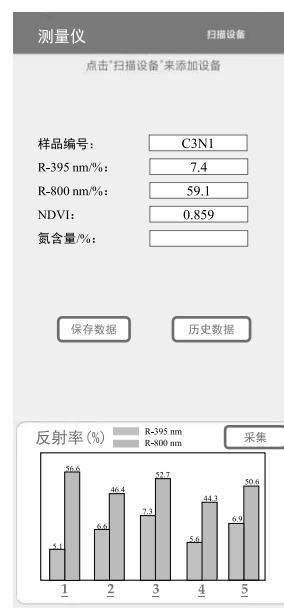 测量仪 扫描设备
点击"扫描设备"来添加设备
样品编号： C3N1
R-395 nm/%： 7.4
R-800 nm/%： 59.1
NDVI： 0.859
氮含量/%：
保存数据 历史数据
反射率(%) R-395 nm
R-800 nm
采集
5.1 56.6 6.6 46.4 7.3 52.7 5.6 44.3 6.9 50.6
1 2 3 4 5